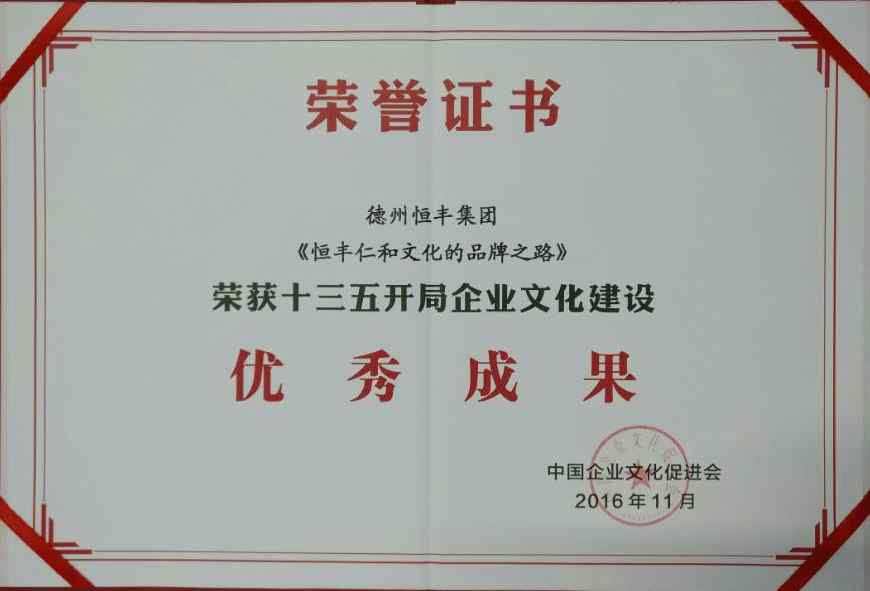 荣誉证书
德州恒丰集团
《恒丰仁和文化的品牌之路》
荣获十三五开局企业文化建设
优秀成果
中国企业文化促进会
2016年11月